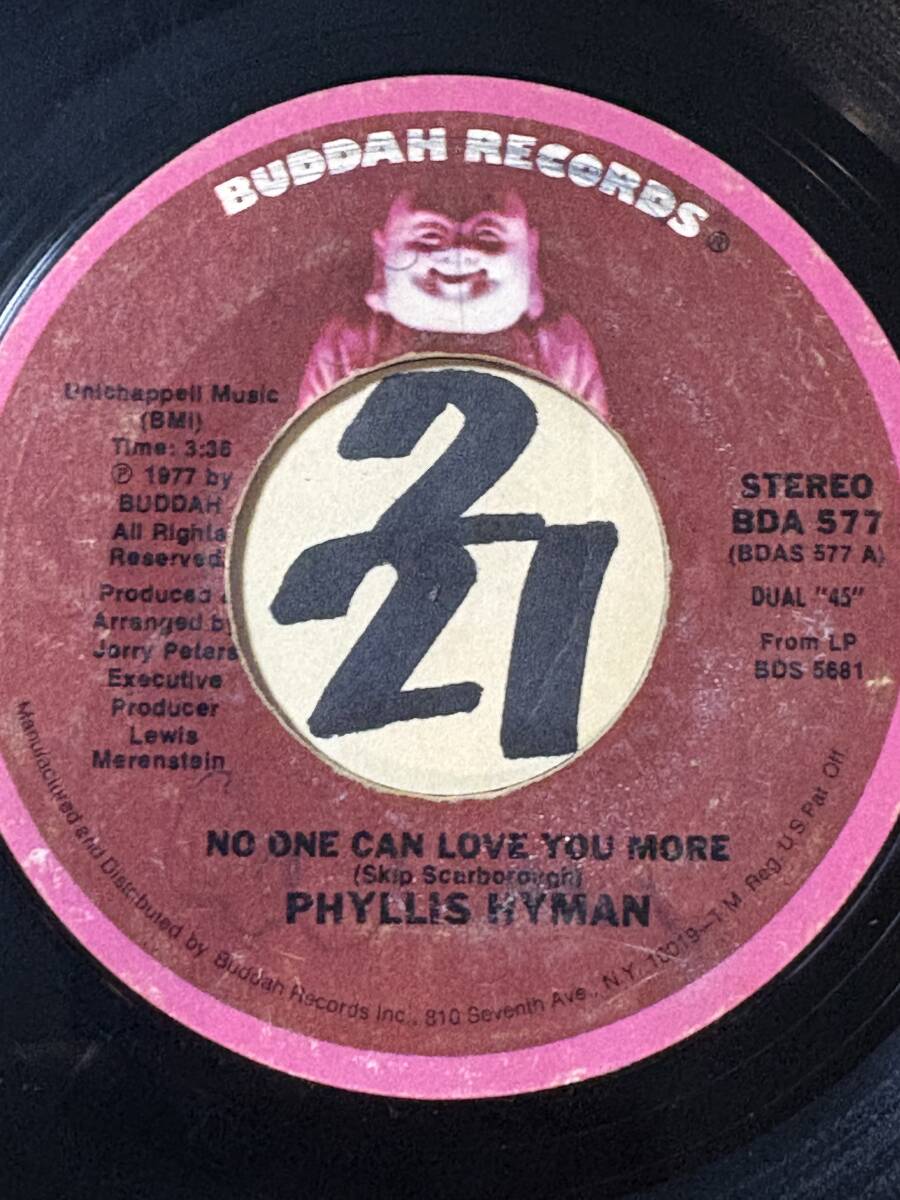 BUDDAH RECORDS®
Unichappell Music
(BMI)
Time: 3:36
℗ 1977 by
BUDDAH
All Rights
Reserved
Produced
Arranged b
Jerry Peters
Executive
Producer
Lewis
Merenstein
2
21
STEREO
BDA 577
(BDAS 577 A)
DUAL "45"
From LP
BDS 5681
NO ONE CAN LOVE YOU MORE
(Skip Scarborough)
PHYLLIS HYMAN
Manufactured and Distributed by Buddah Records Inc., 810 Seventh Ave., N.Y. 10019—T.M. Reg. U.S. Pat. Off